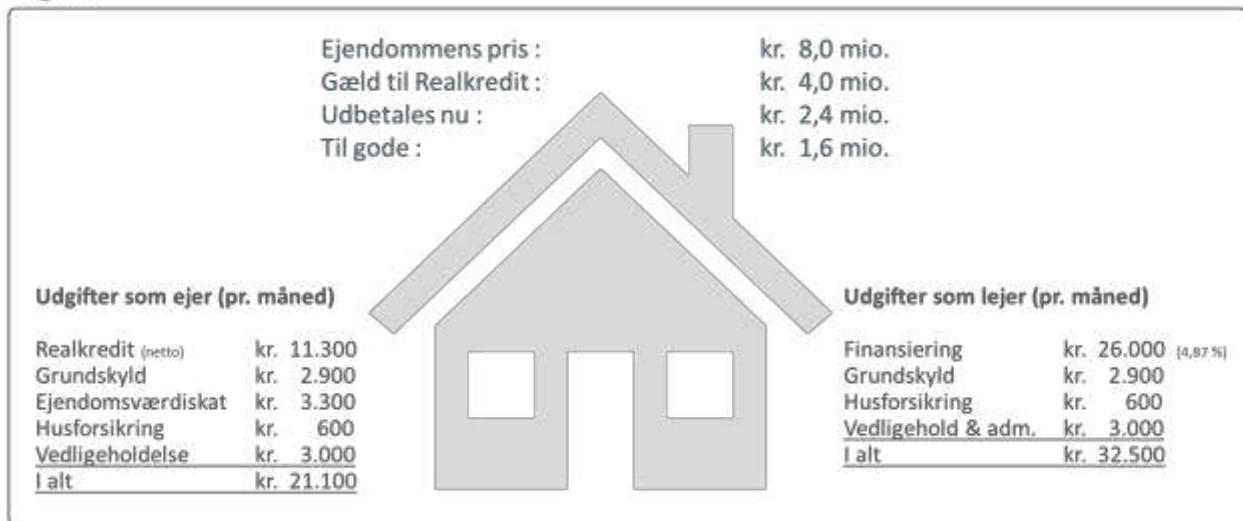 Ejendommens pris : kr. 8,0 mio.
Gæld til Realkredit : kr. 4,0 mio.
Udbetales nu : kr. 2,4 mio.
Til gode : kr. 1,6 mio.
Udgifter som ejer (pr. måned)
Realkredit (netto) kr. 11.300
Grundskyld kr. 2.900
Ejendomsværdiskat kr. 3.300
Husforsikring kr. 600
Vedligeholdelse kr. 3.000
I alt kr. 21.100
Udgifter som lejer (pr. måned)
Finansiering kr. 26.000 (4,87 %)
Grundskyld kr. 2.900
Husforsikring kr. 600
Vedligehold & adm. kr. 3.000
I alt kr. 32.500